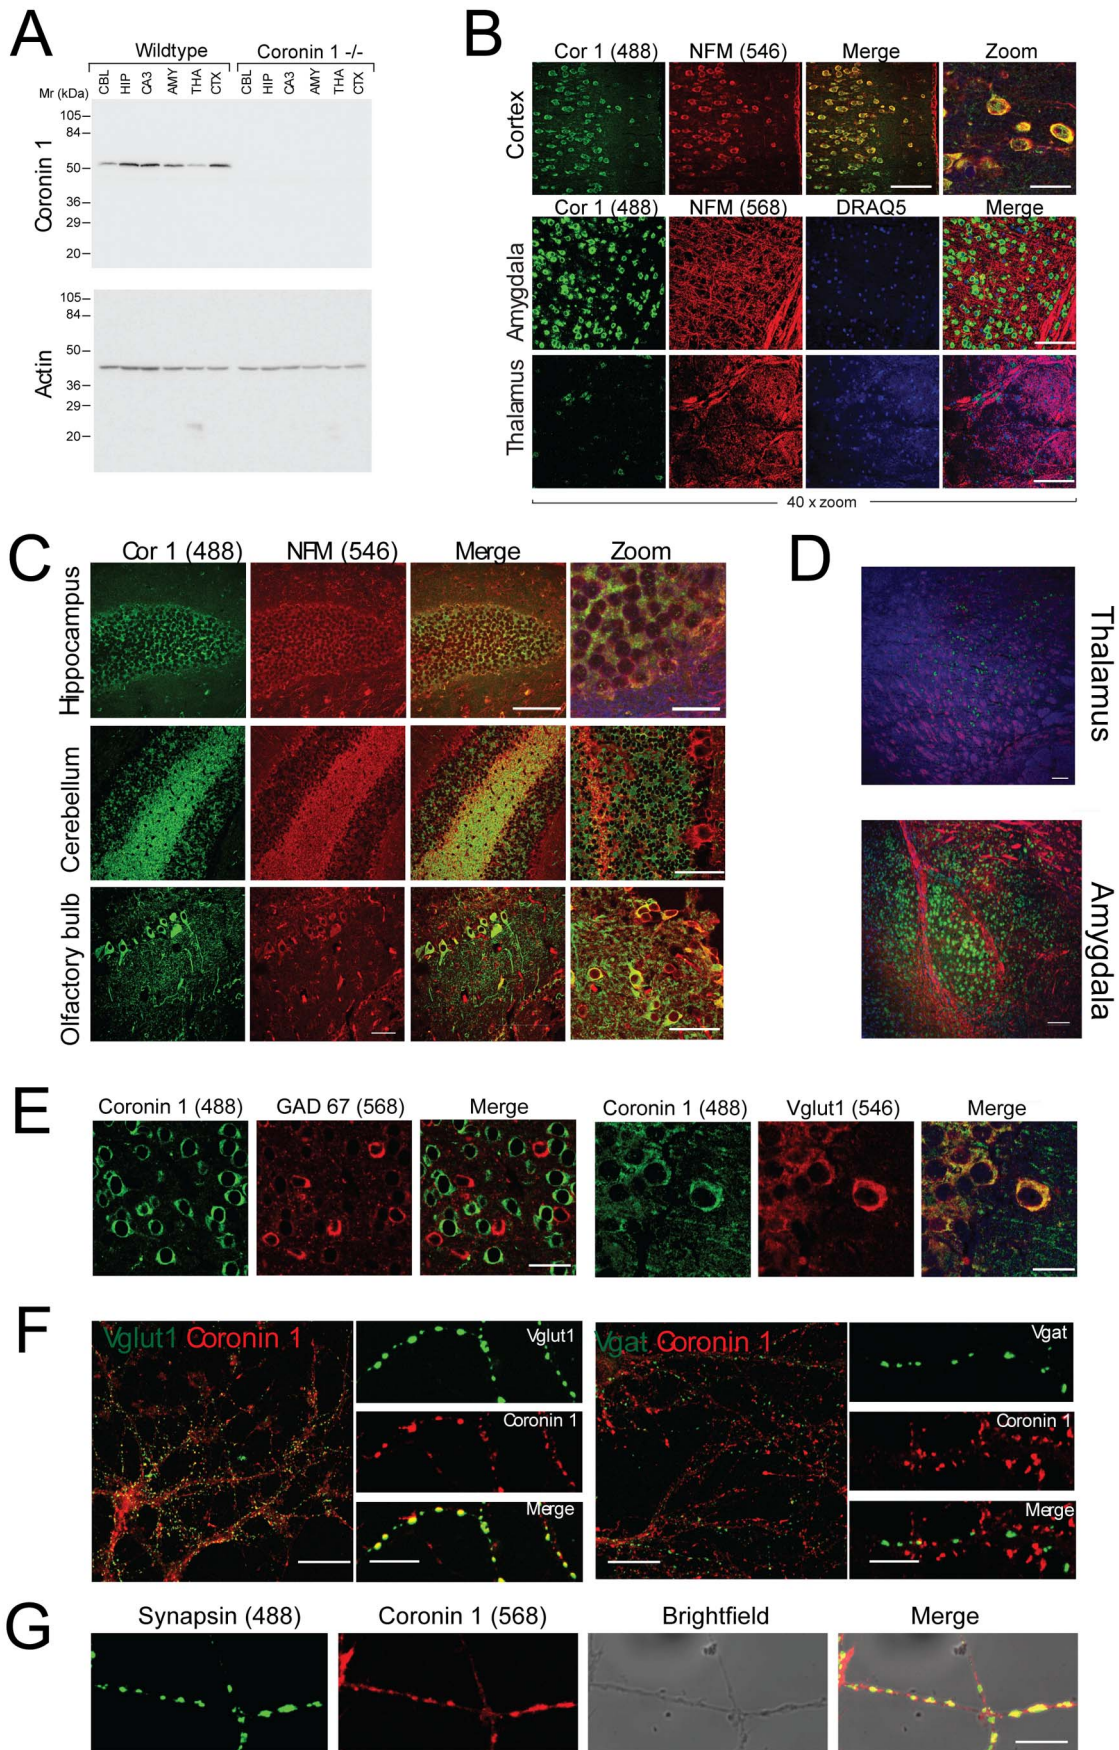 A
Wildtype Coronin 1 -/-
CBL HIP CA3 AMY THA CTX CBL HIP CA3 AMY THA CTX
Mr (kDa)
105
84
50
36
29
20
Coronin 1
105
84
50
36
29
20
Actin
B
Cor 1 (488) NFM (546) Merge Zoom
Cortex
Cor 1 (488) NFM (568) DRAQ5 Merge
Amygdala
Thalamus
40 x zoom
C
Cor 1 (488) NFM (546) Merge Zoom
Hippocampus
Cerebellum
Olfactory bulb
D
Thalamus
Amygdala
E
Coronin 1 (488) GAD 67 (568) Merge Coronin 1 (488) Vglut1 (546) Merge
F
Vglut1 Coronin 1
Vglut1
Coronin 1
Merge
Vgat Coronin 1
Vgat
Coronin 1
Merge
G
Synapsin (488) Coronin 1 (568) Brightfield Merge